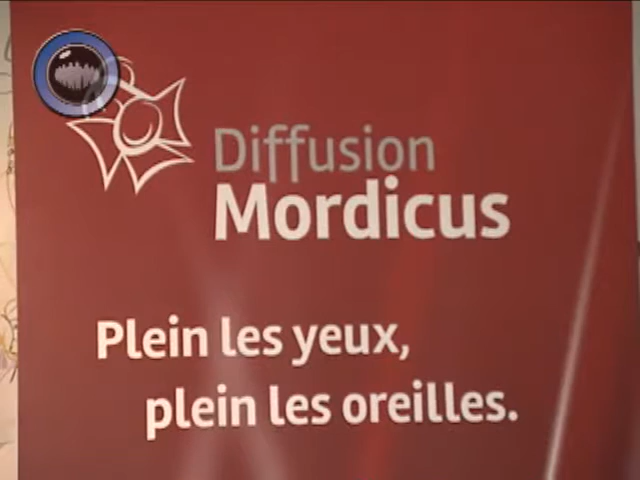 Diffusion
Mordicus
Plein les yeux,
plein les oreilles.